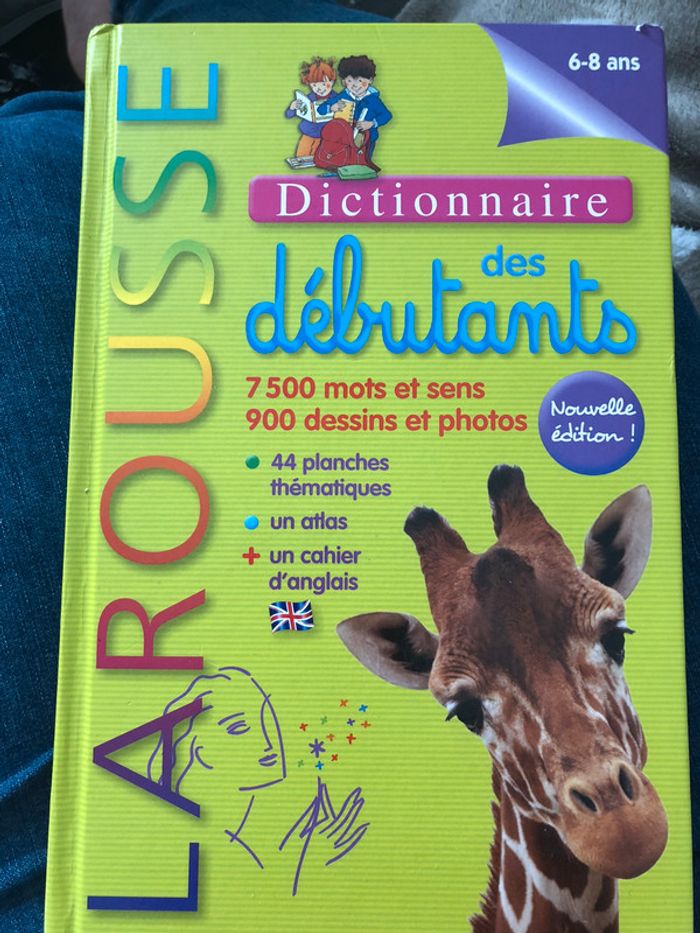 LAROUSSE
6-8 ans
Dictionnaire
des
débutants
7 500 mots et sens
900 dessins et photos
Nouvelle
édition !
44 planches
thématiques
un atlas
+ un cahier
d'anglais